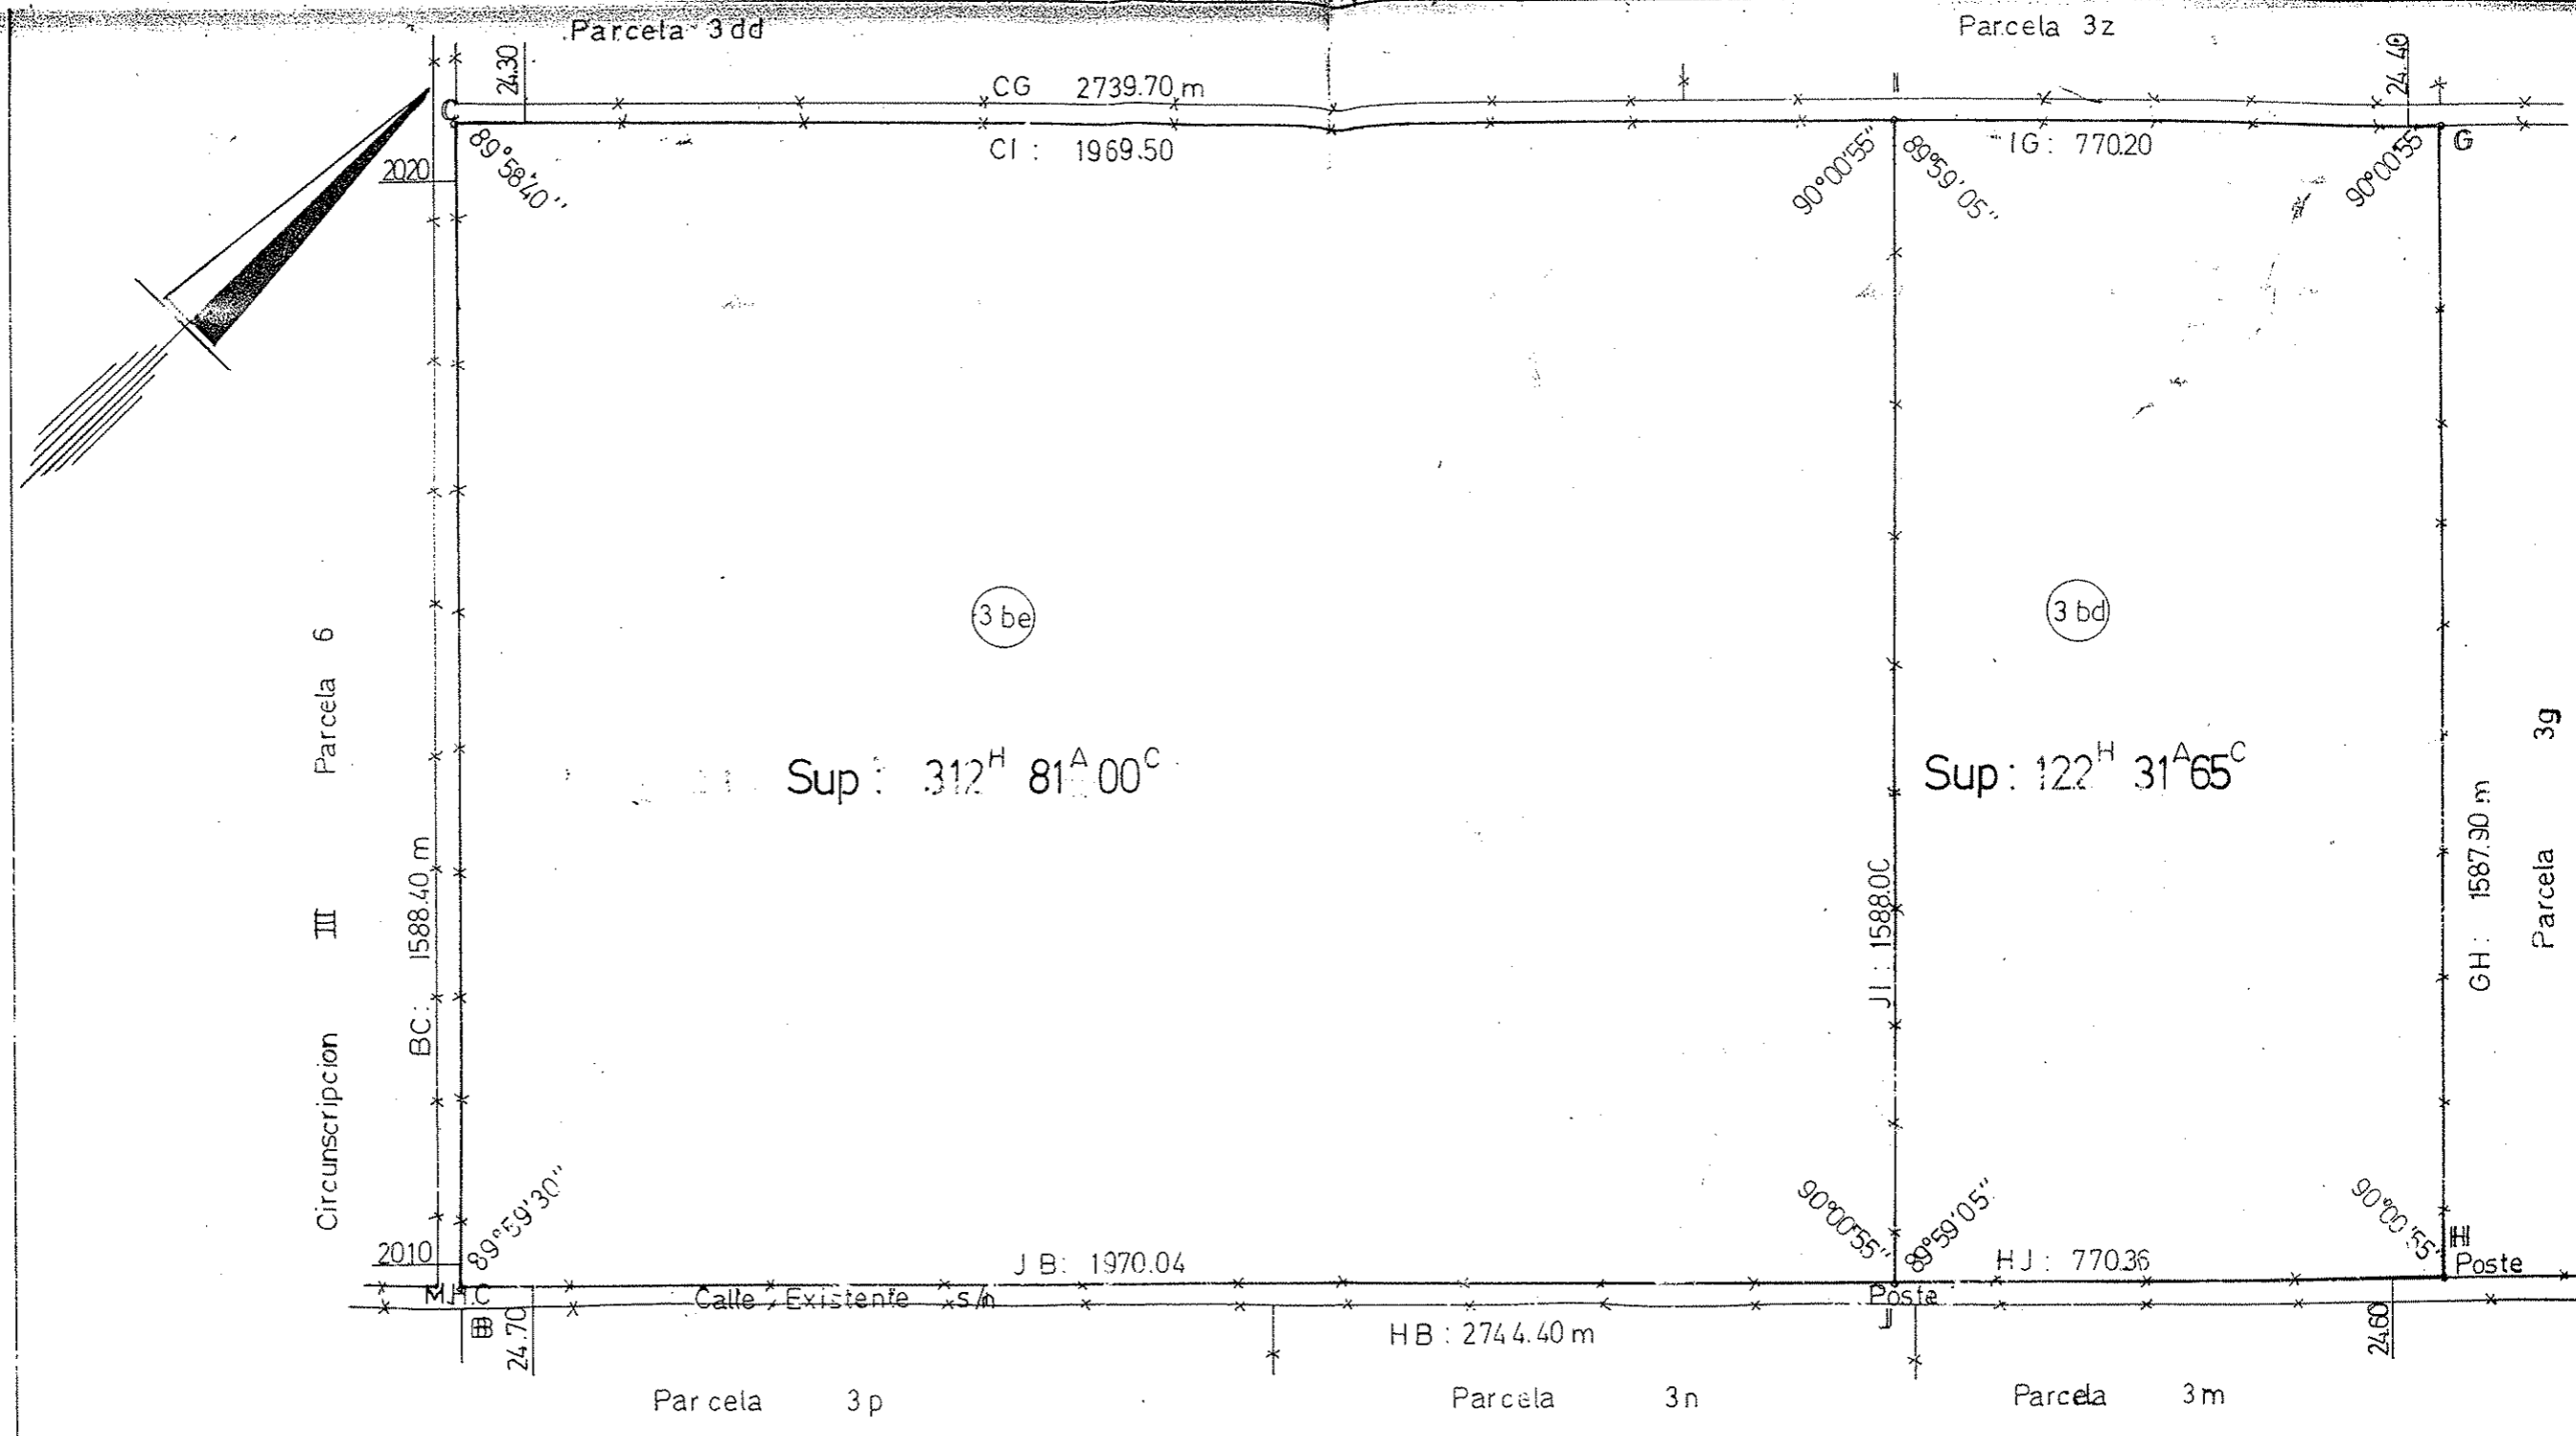 Parcela 3dd
Parcela 3z
24.30
24.40
CG 2739.70 m
C
I
G
CI : 1969.50
IG : 770.20
2020
89°58'40''
90°00'55''
89°59'05''
90°00'55
3 be
3 bd
Circunscripcion III Parcela 6
Sup : 312H 81A 00C
Sup : 122H 31A 65C
BC : 1588.40 m
JI : 1588.00
GH : 1587.90 m
Parcela 3g
89°59'30''
90°00'55''
89°59'05''
90°00'55''
2010
J B : 1970.04
HJ : 770.36
H
Poste
M.H.C
Calle Existente s/n
Poste
B
24.70
J
HB : 2744.40 m
24.60
Parcela 3p
Parcela 3n
Parcela 3m